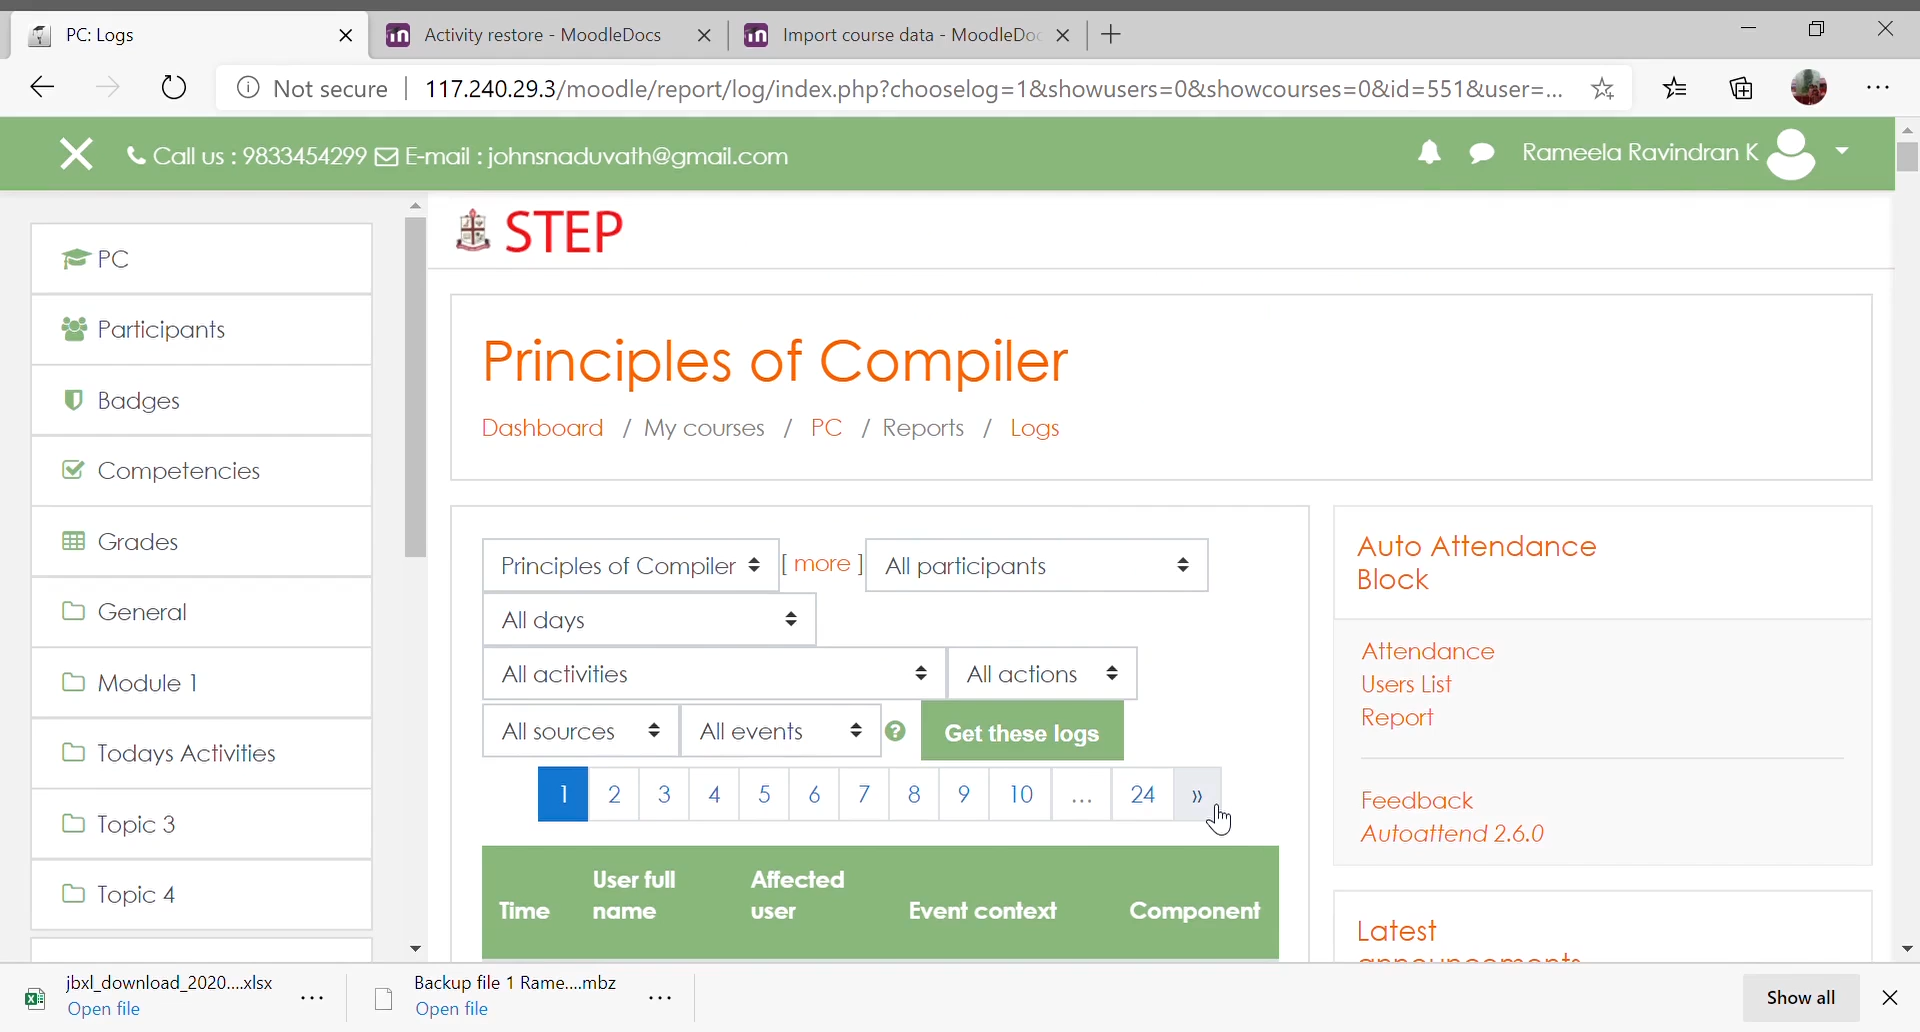 PC: Logs
Activity restore - MoodleDocs
Import course data - MoodleDoc
Not secure | 117.240.29.3/moodle/report/log/index.php?chooselog=1&showusers=0&showcourses=0&id=551&user=...
Call us : 9833454299 E-mail : johnsnaduvath@gmail.com
Rameela Ravindran K
PC
Participants
Badges
Competencies
Grades
General
Module 1
Todays Activities
Topic 3
Topic 4
STEP
Principles of Compiler
Dashboard / My courses / PC / Reports / Logs
Principles of Compiler [ more ] All participants
All days
All activities All actions
All sources All events Get these logs
1 2 3 4 5 6 7 8 9 10 ... 24 »
Time User full name Affected user Event context Component
Auto Attendance
Block
Attendance
Users List
Report
Feedback
Autoattend 2.6.0
Latest
announcements
jbxl_download_2020....xlsx
Open file
Backup file 1 Rame....mbz
Open file
Show all